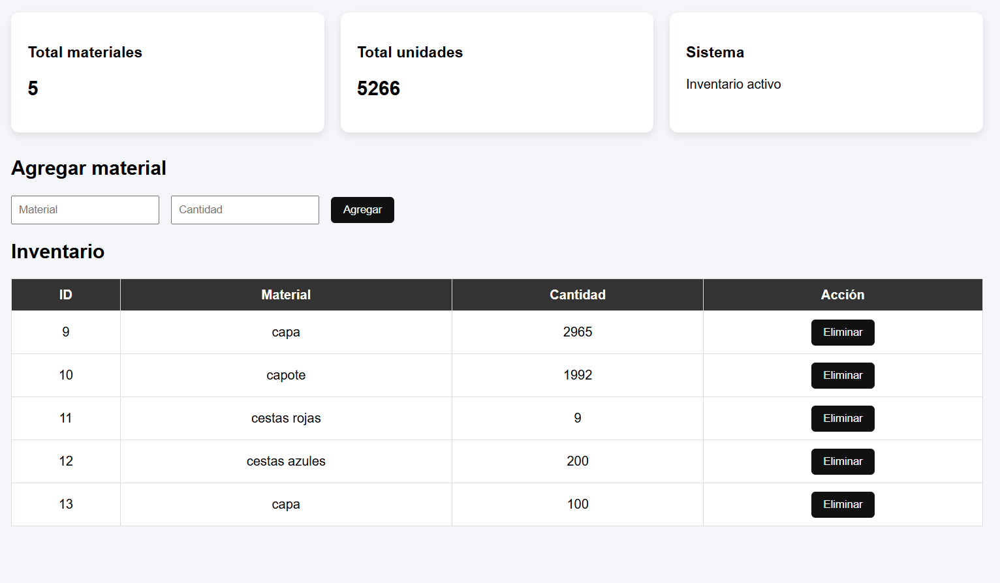 Total materiales
5
Total unidades
5266
Sistema
Inventario activo
Agregar material
Material Cantidad Agregar
Inventario
ID Material Cantidad Acción
9 capa 2965 Eliminar
10 capote 1992 Eliminar
11 cestas rojas 9 Eliminar
12 cestas azules 200 Eliminar
13 capa 100 Eliminar